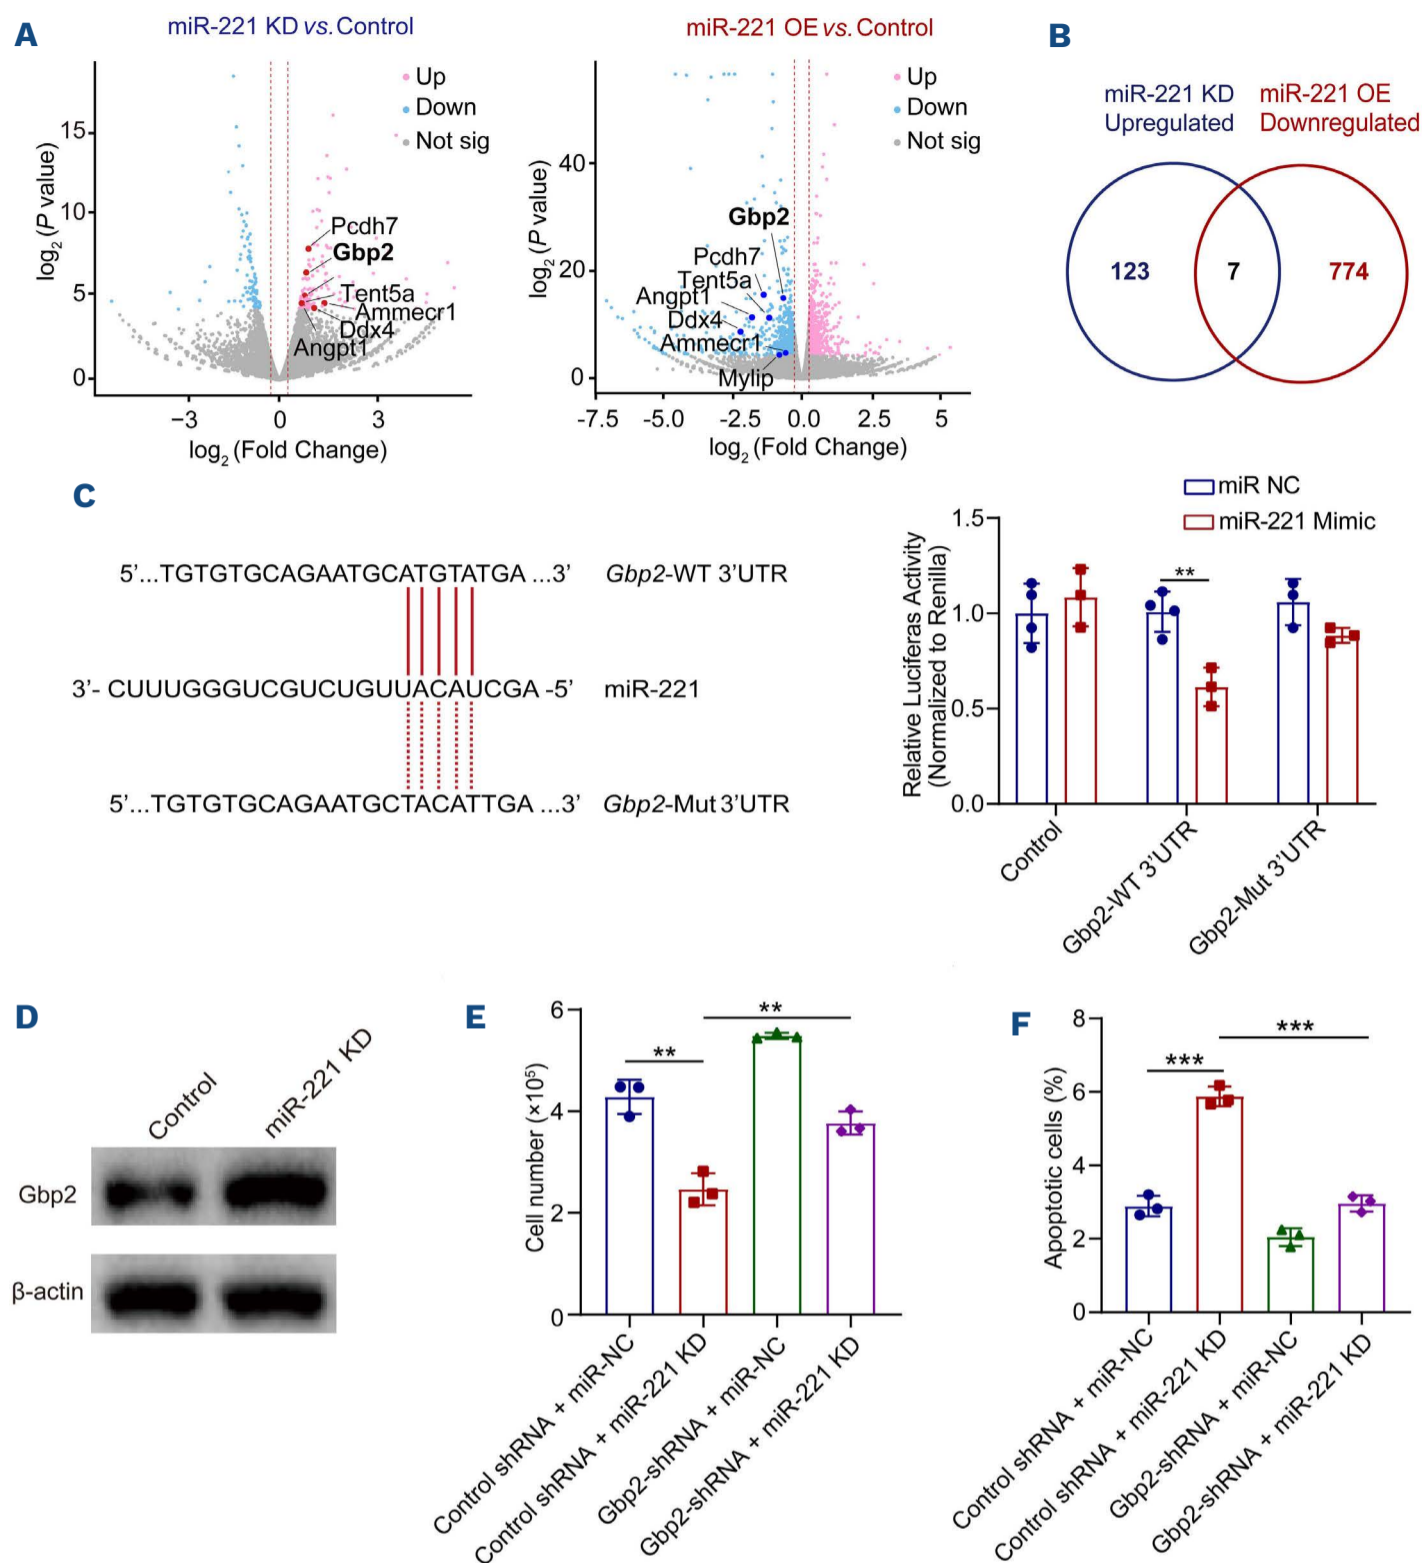 A
miR-221 KD vs. Control
miR-221 OE vs. Control
B
Up
Down
Not sig
log2 (P value)
15
10
5
0
Pcdh7
Gbp2
Tent5a
Ammecr1
Ddx4
Angpt1
−3
0
3
log2 (Fold Change)
Up
Down
Not sig
log2 (P value)
40
20
0
Gbp2
Pcdh7
Tent5a
Angpt1
Ddx4
Ammecr1
Mylip
-7.5
-5.0
-2.5
0.0
2.5
5
log2 (Fold Change)
miR-221 KD
Upregulated
miR-221 OE
Downregulated
123
7
774
C
5’...TGTGTGCAGAATGCATGTATGA ...3’
Gbp2-WT 3’UTR
3’- CUUUGGGUCGUCUGUUACAUCGA -5’
miR-221
5’...TGTGTGCAGAATGCTACATTGA ...3’
Gbp2-Mut 3’UTR
miR NC
miR-221 Mimic
Relative Luciferas Activity
(Normalized to Renilla)
1.5
1.0
0.5
0.0
**
Control
Gbp2-WT 3’UTR
Gbp2-Mut 3’UTR
D
Control
miR-221 KD
Gbp2
β-actin
E
Cell number (×10⁵)
6
4
2
0
**
**
Control shRNA + miR-NC
Control shRNA + miR-221 KD
Gbp2-shRNA + miR-NC
Gbp2-shRNA + miR-221 KD
F
Apoptotic cells (%)
8
6
4
2
0
***
***
Control shRNA + miR-NC
Control shRNA + miR-221 KD
Gbp2-shRNA + miR-NC
Gbp2-shRNA + miR-221 KD